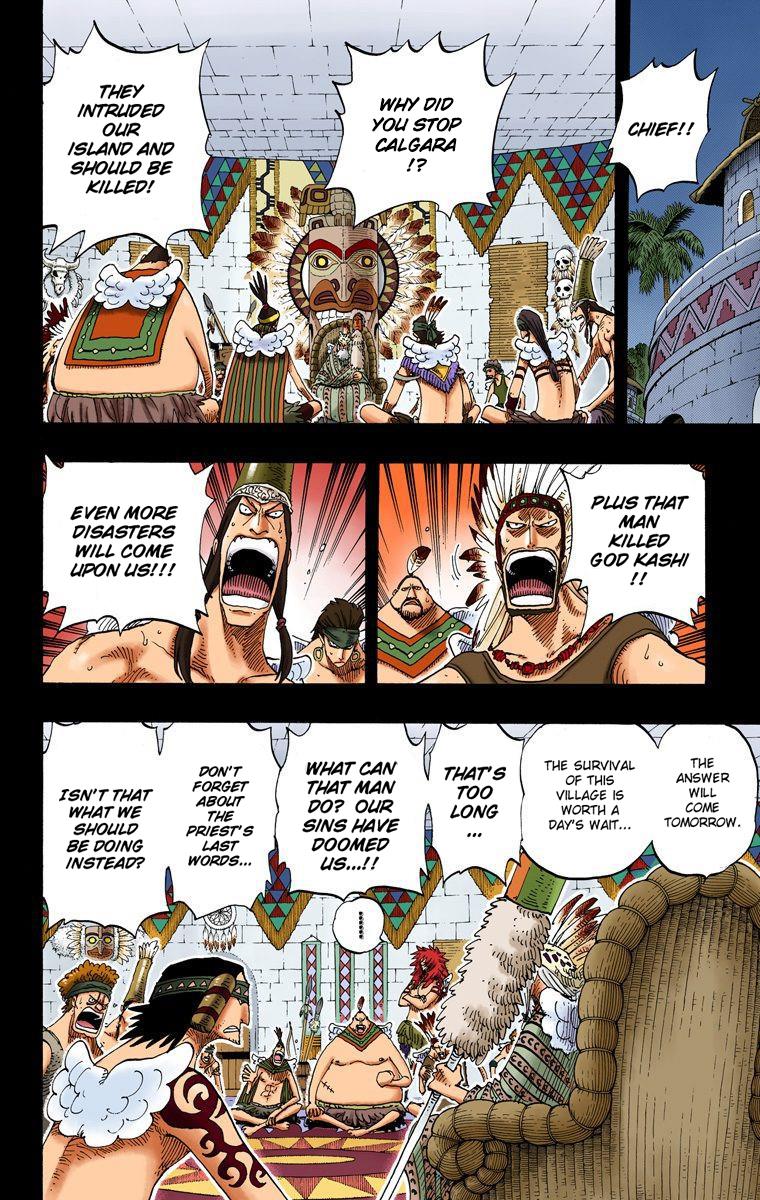 CHIEF!!
WHY DID
YOU STOP
CALGARA
!?
THEY
INTRUDED
OUR
ISLAND AND
SHOULD BE
KILLED!
PLUS THAT
MAN
KILLED
GOD KASHI
!!
EVEN MORE
DISASTERS
WILL COME
UPON US!!!
THE
ANSWER
WILL
COME
TOMORROW.
THE SURVIVAL
OF THIS
VILLAGE IS
WORTH A
DAY'S WAIT...
THAT'S
TOO
LONG
...
WHAT CAN
THAT MAN
DO? OUR
SINS HAVE
DOOMED
US...!!
DON'T
FORGET
ABOUT
THE
PRIEST'S
LAST
WORDS...
ISN'T THAT
WHAT WE
SHOULD
BE DOING
INSTEAD?
......